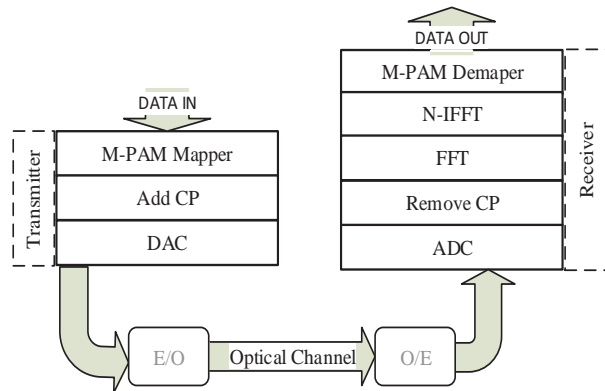 DATA IN
M-PAM Mapper
Add CP
DAC
Transmitter
E/O
Optical Channel
O/E
DATA OUT
M-PAM Demaper
N-IFFT
FFT
Remove CP
ADC
Receiver